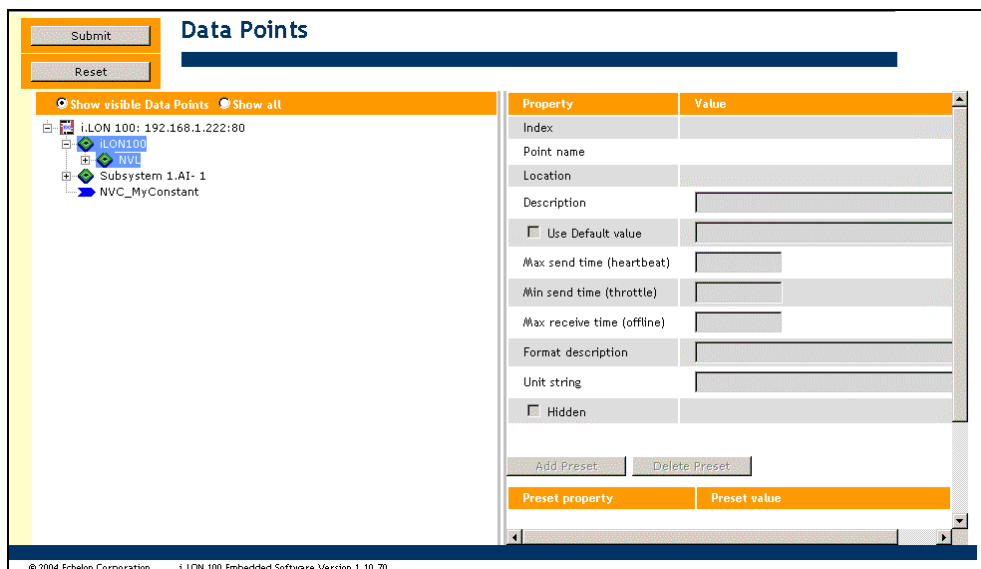 Submit
Data Points
Reset
Show visible Data Points Show all
i.LON 100: 192.168.1.222:80
iLON100
NVL
Subsystem 1.AI- 1
NVC_MyConstant
Property Value
Index
Point name
Location
Description
Use Default value
Max send time (heartbeat)
Min send time (throttle)
Max receive time (offline)
Format description
Unit string
Hidden
Add Preset Delete Preset
Preset property Preset value
© 2004 Echelon Corporation i.LON 100 Embedded Software Version 1.10.70